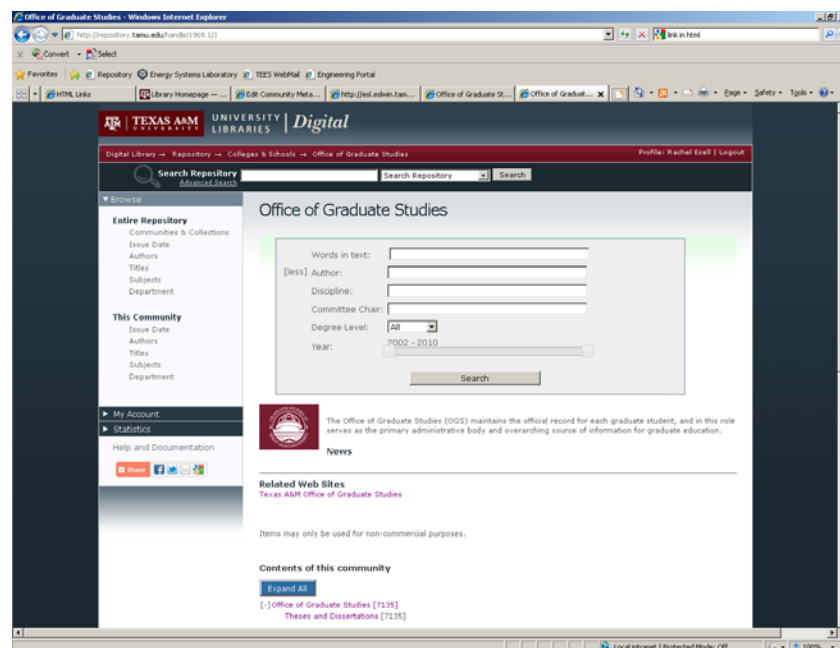 Office of Graduate Studies - Windows Internet Explorer
http://repository.tamu.edu/handle/1969.1/1
link in html
Convert Select
Favorites Repository Energy Systems Laboratory TEES WebMail Engineering Portal
HTML Links Library Homepage — ... Edit Community Meta... http://esl.eslwin.tam... Office of Graduate St... Office of Graduat... Page Safety Tools
TEXAS A&M UNIVERSITY
UNIVERSITY LIBRARIES Digital
Digital Library → Repository → Colleges & Schools → Office of Graduate Studies
Profile: Rachel Ezell | Logout
Search Repository Search Repository Search
Advanced Search
Browse
Entire Repository
Communities & Collections
Issue Date
Authors
Titles
Subjects
Department
This Community
Issue Date
Authors
Titles
Subjects
Department
My Account
Statistics
Help and Documentation
Share
Office of Graduate Studies
Words in text:
[less] Author:
Discipline:
Committee Chair:
Degree Level: All
Year: 2002 - 2010
Search
The Office of Graduate Studies (OGS) maintains the official record for each graduate student, and in this role
serves as the primary administrative body and overarching source of information for graduate education.
News
Related Web Sites
Texas A&M Office of Graduate Studies
Items may only be used for non-commercial purposes.
Contents of this community
Expand All
[-] Office of Graduate Studies [7135]
Theses and Dissertations [7135]
Local intranet | Protected Mode: Off 100%